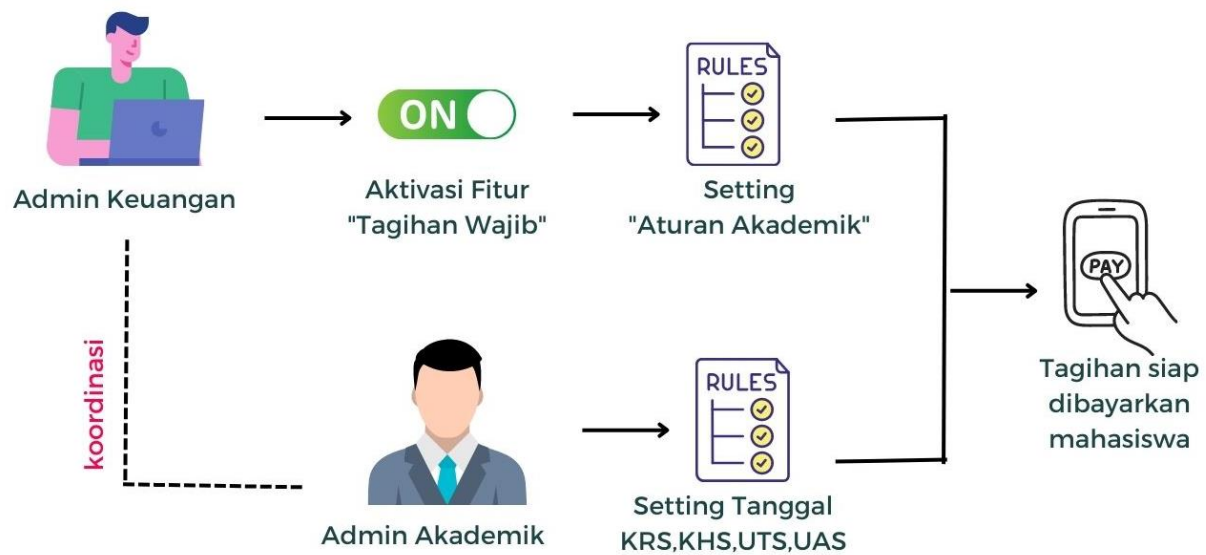 Admin Keuangan
ON
Aktivasi Fitur
"Tagihan Wajib"
RULES
Setting
"Aturan Akademik"
koordinasi
Admin Akademik
RULES
Setting Tanggal
KRS,KHS,UTS,UAS
PAY
Tagihan siap
dibayarkan
mahasiswa